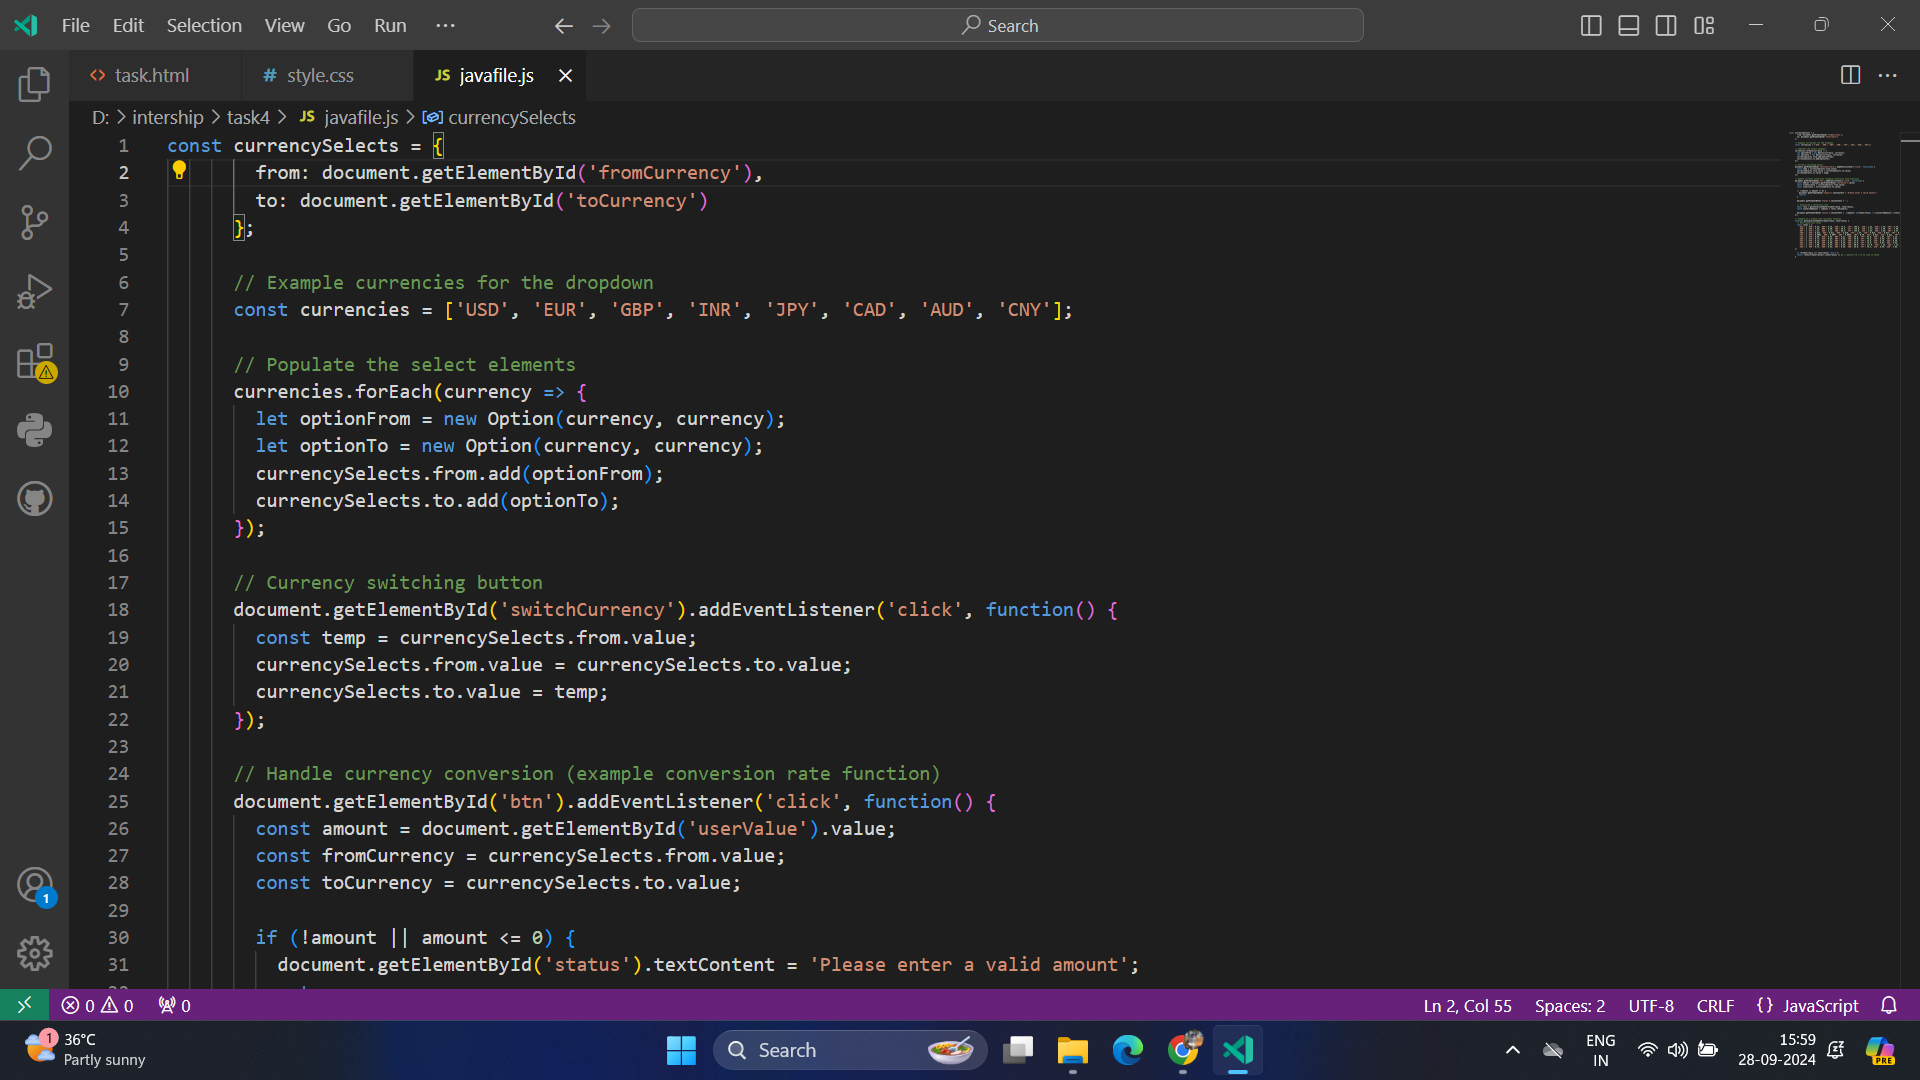 File Edit Selection View Go Run ··· Search
task.html style.css JS javafile.js
D: > intership > task4 > JS javafile.js > currencySelects
1 const currencySelects = {
2 from: document.getElementById('fromCurrency'),
3 to: document.getElementById('toCurrency')
4 };
5
6 // Example currencies for the dropdown
7 const currencies = ['USD', 'EUR', 'GBP', 'INR', 'JPY', 'CAD', 'AUD', 'CNY'];
8
9 // Populate the select elements
10 currencies.forEach(currency => {
11 let optionFrom = new Option(currency, currency);
12 let optionTo = new Option(currency, currency);
13 currencySelects.from.add(optionFrom);
14 currencySelects.to.add(optionTo);
15 });
16
17 // Currency switching button
18 document.getElementById('switchCurrency').addEventListener('click', function() {
19 const temp = currencySelects.from.value;
20 currencySelects.from.value = currencySelects.to.value;
21 currencySelects.to.value = temp;
22 });
23
24 // Handle currency conversion (example conversion rate function)
25 document.getElementById('btn').addEventListener('click', function() {
26 const amount = document.getElementById('userValue').value;
27 const fromCurrency = currencySelects.from.value;
28 const toCurrency = currencySelects.to.value;
29
30 if (!amount || amount <= 0) {
31 document.getElementById('status').textContent = 'Please enter a valid amount';
1
0 0 0 Ln 2, Col 55 Spaces: 2 UTF-8 CRLF {} JavaScript
1 36°C
Partly sunny
Search
ENG
IN
15:59
28-09-2024
PRE